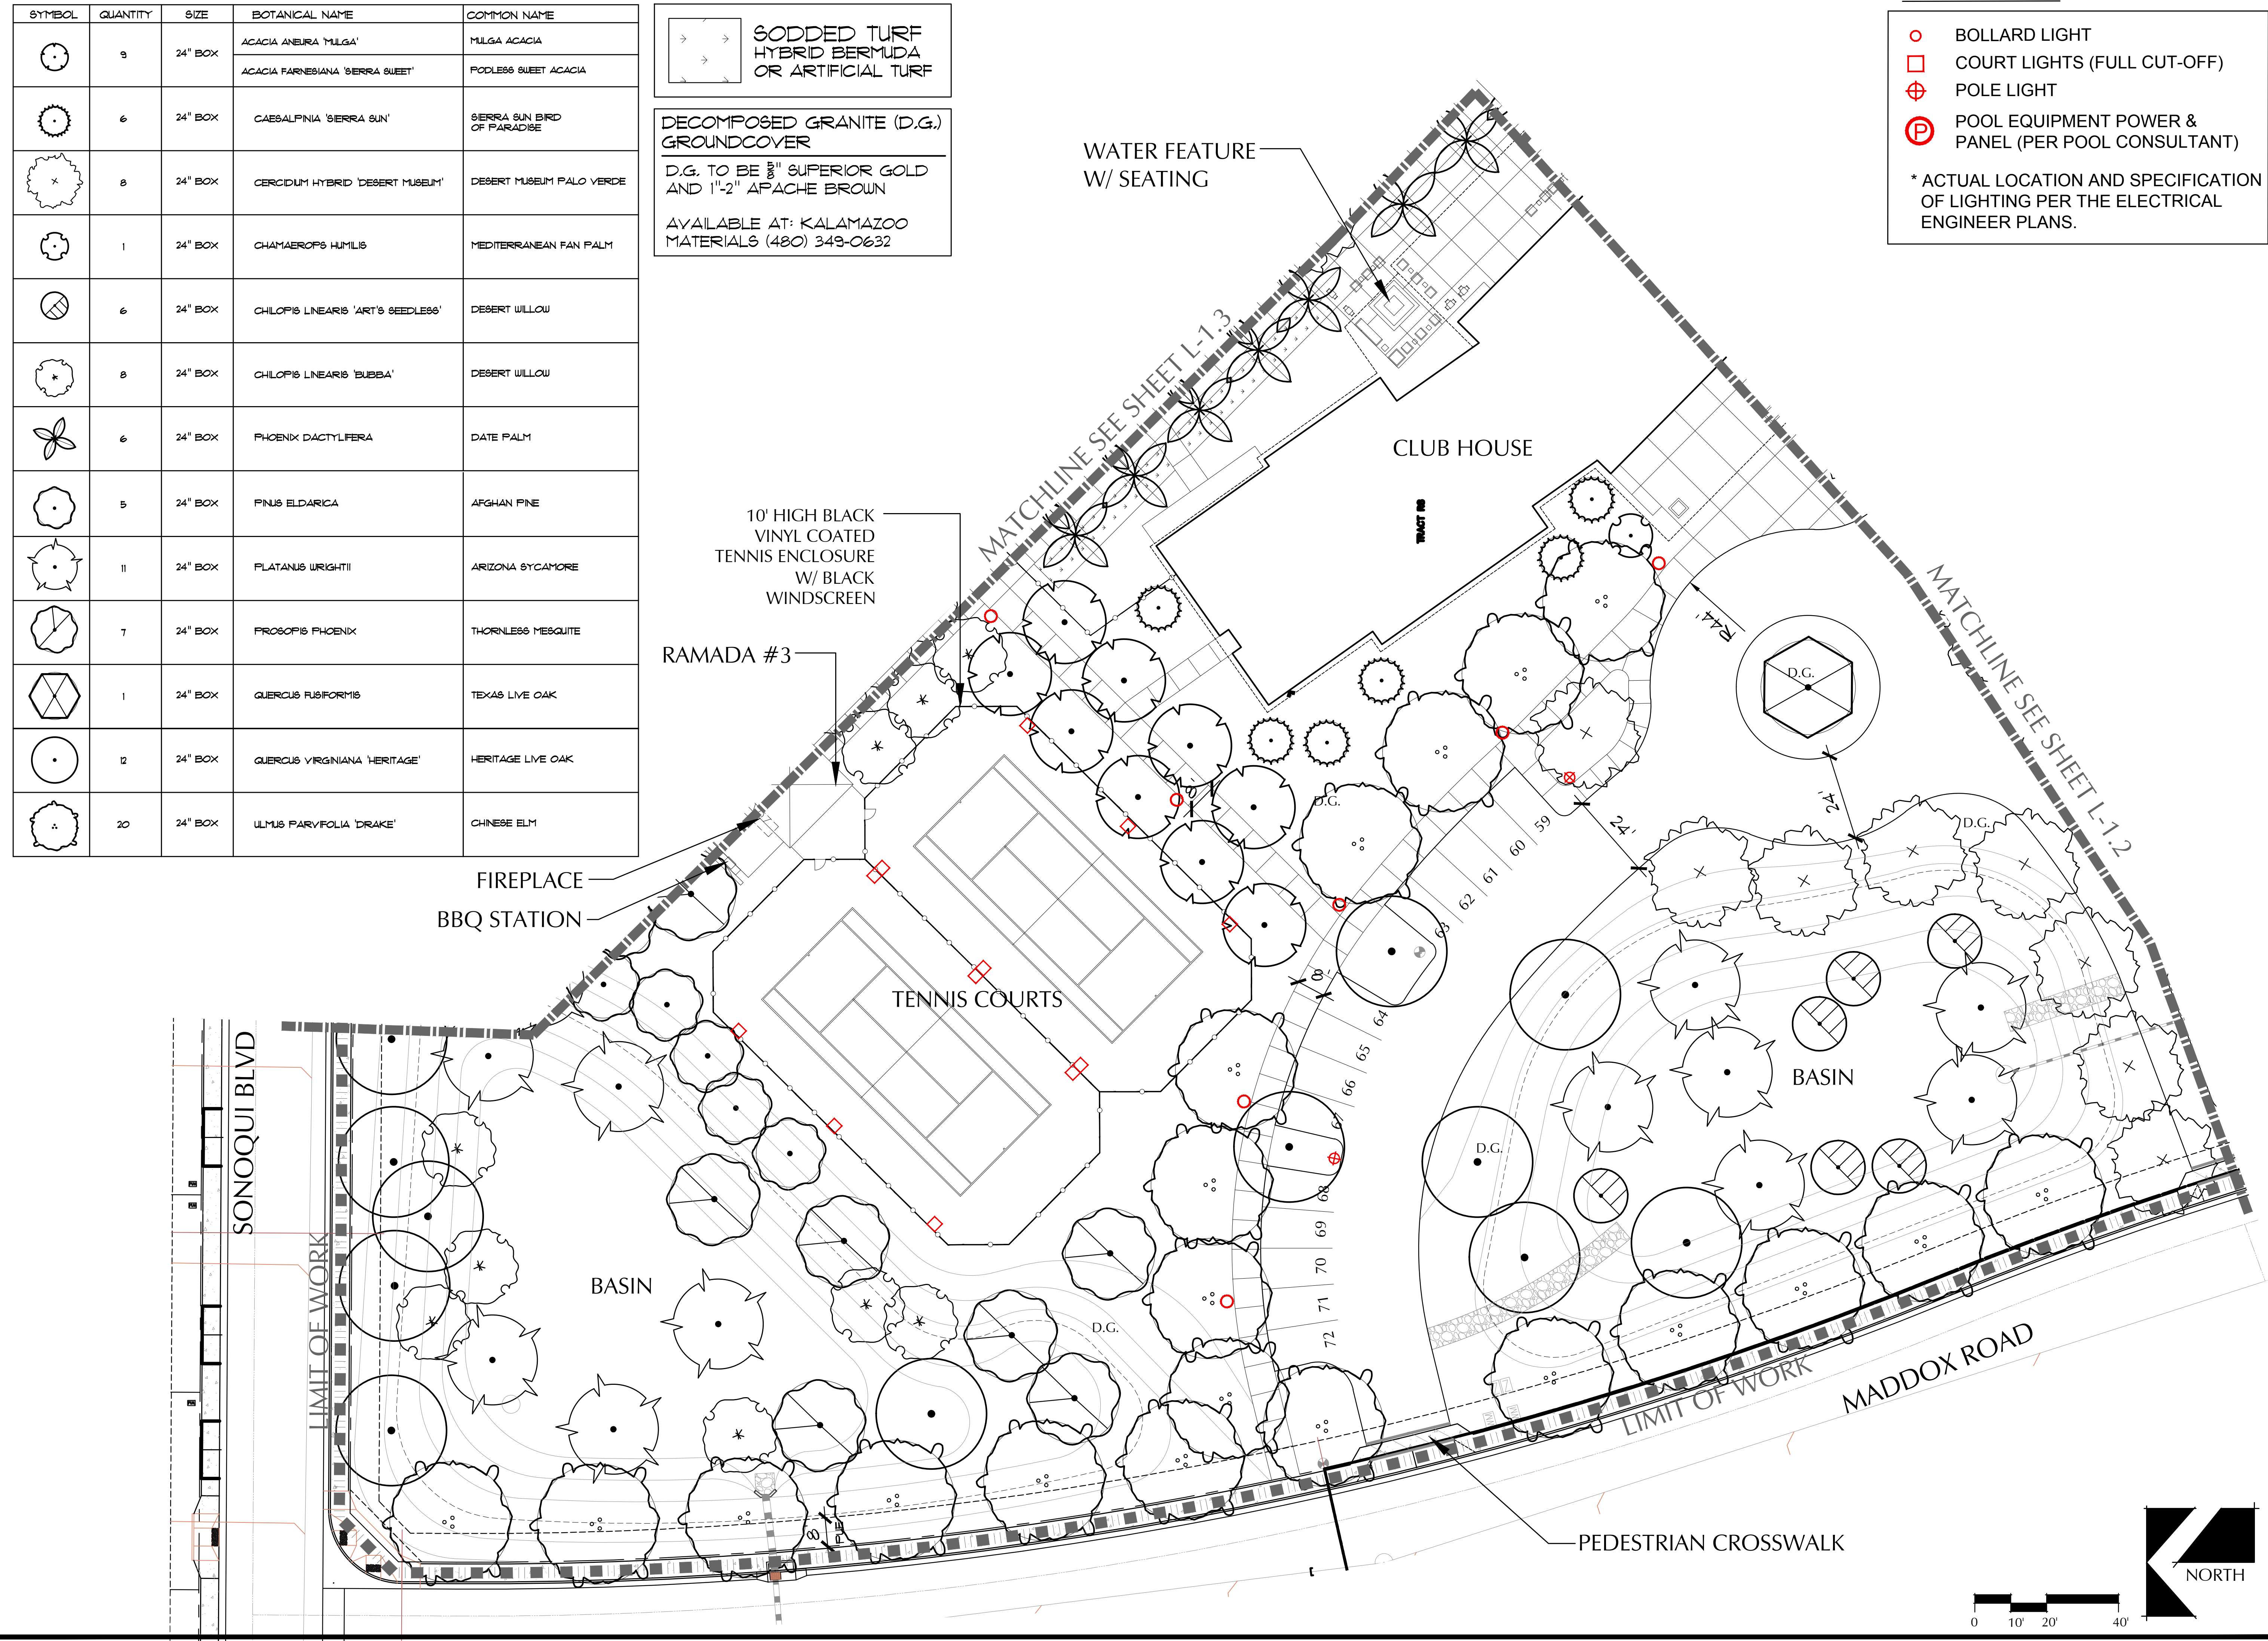 SYMBOL QUANTITY SIZE BOTANICAL NAME COMMON NAME
9 24" BOX ACACIA ANEURA 'MULGA' MULGA ACACIA
ACACIA FARNESIANA 'SIERRA SWEET' PODLESS SWEET ACACIA
6 24" BOX CAESALPINIA 'SIERRA SUN' SIERRA SUN BIRD
OF PARADISE
8 24" BOX CERCIDIUM HYBRID 'DESERT MUSEUM' DESERT MUSEUM PALO VERDE
1 24" BOX CHAMAEROPS HUMILIS MEDITERRANEAN FAN PALM
6 24" BOX CHILOPIS LINEARIS 'ART'S SEEDLESS' DESERT WILLOW
8 24" BOX CHILOPIS LINEARIS 'BUBBA' DESERT WILLOW
6 24" BOX PHOENIX DACTYLIFERA DATE PALM
5 24" BOX PINUS ELDARICA AFGHAN PINE
11 24" BOX PLATANUS WRIGHTII ARIZONA SYCAMORE
7 24" BOX PROSOPIS PHOENIX THORNLESS MESQUITE
1 24" BOX QUERCUS FUSIFORMIS TEXAS LIVE OAK
12 24" BOX QUERCUS VIRGINIANA 'HERITAGE' HERITAGE LIVE OAK
20 24" BOX ULMUS PARVIFOLIA 'DRAKE' CHINESE ELM
SODDED TURF
HYBRID BERMUDA
OR ARTIFICIAL TURF
DECOMPOSED GRANITE (D.G.)
GROUNDCOVER
D.G. TO BE 5/8" SUPERIOR GOLD
AND 1"-2" APACHE BROWN
AVAILABLE AT: KALAMAZOO
MATERIALS (480) 349-0632
BOLLARD LIGHT
COURT LIGHTS (FULL CUT-OFF)
POLE LIGHT
P POOL EQUIPMENT POWER &
PANEL (PER POOL CONSULTANT)
* ACTUAL LOCATION AND SPECIFICATION
OF LIGHTING PER THE ELECTRICAL
ENGINEER PLANS.
WATER FEATURE
W/ SEATING
MATCHLINE SEE SHEET L-1.3
CLUB HOUSE
TRACT RS
10' HIGH BLACK
VINYL COATED
TENNIS ENCLOSURE
W/ BLACK
WINDSCREEN
RAMADA #3
FIREPLACE
BBQ STATION
TENNIS COURTS
MATCHLINE SEE SHEET L-1.2
R44'
D.G.
24'
24'
D.G.
D.G.
59
60
61
62
63
64
65
66
67
68
69
70
71
72
8'
8'
BASIN
D.G.
BASIN
D.G.
SONOQUI BLVD
LIMIT OF WORK
LIMIT OF WORK
MADDOX ROAD
PEDESTRIAN CROSSWALK
8'
NORTH
0 10' 20' 40'